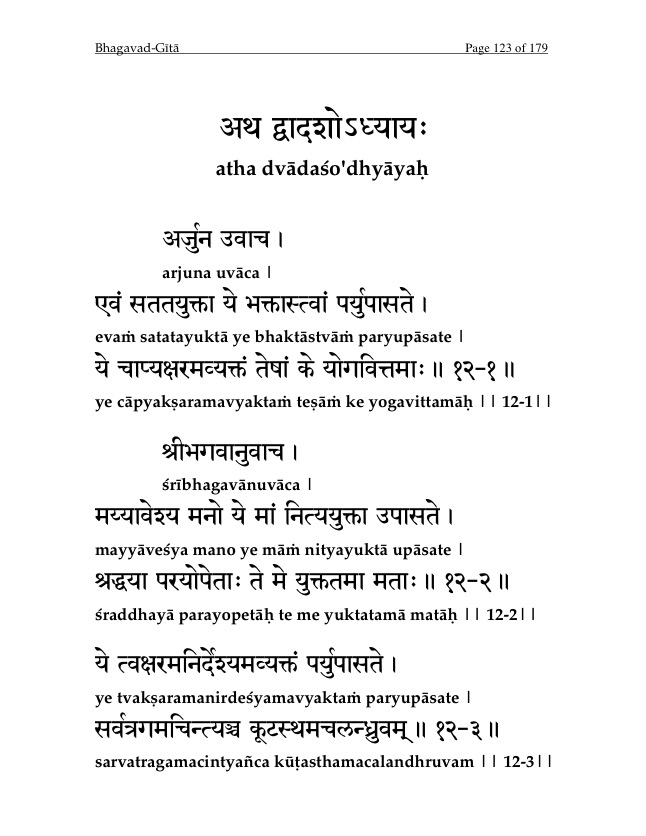 Bhagavad-Gītā Page 123 of 179
अथ द्वादशोऽध्यायः
atha dvādaśo'dhyāyaḥ
अर्जुन उवाच ।
arjuna uvāca |
एवं सततयुक्ता ये भक्तास्त्वां पर्युपासते ।
evaṁ satatayuktā ye bhaktāstvāṁ paryupāsate |
ये चाप्यक्षरमव्यक्तं तेषां के योगवित्तमाः ॥ १२-१ ॥
ye cāpyakṣaramavyaktaṁ teṣāṁ ke yogavittamāḥ || 12-1||
श्रीभगवानुवाच ।
śrībhagavānuvāca |
मय्यावेश्य मनो ये मां नित्ययुक्ता उपासते ।
mayyāveśya mano ye māṁ nityayuktā upāsate |
श्रद्धया परयोपेताः ते मे युक्ततमा मताः ॥ १२-२ ॥
śraddhayā parayopetāḥ te me yuktatamā matāḥ || 12-2||
ये त्वक्षरमनिर्देश्यमव्यक्तं पर्युपासते ।
ye tvakṣaramanirdeśyamavyaktaṁ paryupāsate |
सर्वत्रगमचिन्त्यञ्च कूटस्थमचलन्ध्रुवम् ॥ १२-३ ॥
sarvatragamacintyañca kūṭasthamacalandhruvam || 12-3||